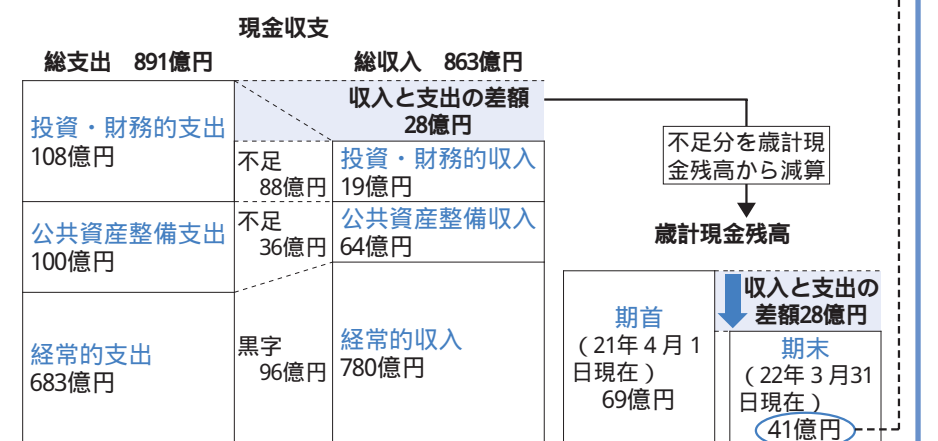 現金収支
総支出　891億円
総収入　863億円
投資・財務的支出
108億円
公共資産整備支出
100億円
経常的支出
683億円
不足
88億円
不足
36億円
黒字
96億円
収入と支出の差額
28億円
投資・財務的収入
19億円
公共資産整備収入
64億円
経常的収入
780億円
不足分を歳計現
金残高から減算
歳計現金残高
期首
（21年４月１
日現在）
69億円
収入と支出の
差額28億円
期末
（22年３月31
日現在）
41億円